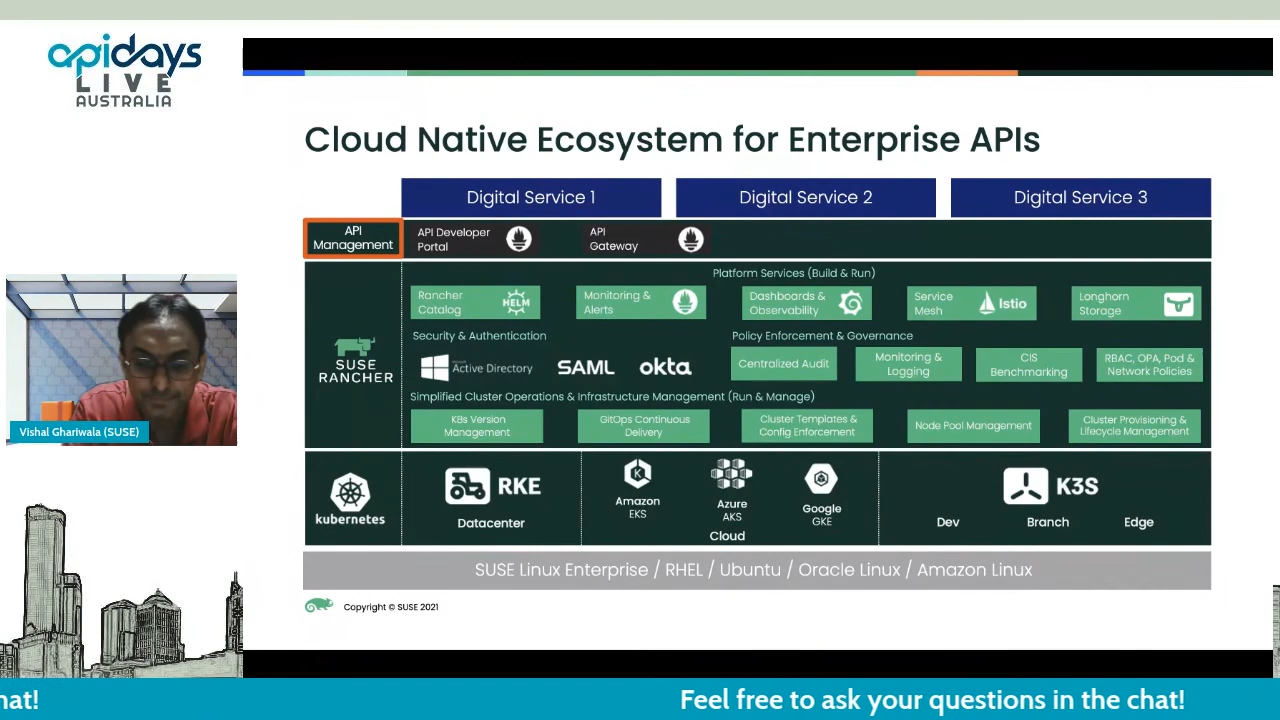 apidays
LIVE
AUSTRALIA
Cloud Native Ecosystem for Enterprise APIs
Digital Service 1
Digital Service 2
Digital Service 3
API
Management
API Developer
Portal
API
Gateway
SUSE
RANCHER
Platform Services (Build & Run)
Rancher
Catalog
HELM
Monitoring &
Alerts
Dashboards &
Observability
Service
Mesh
Istio
Longhorn
Storage
Security & Authentication
Policy Enforcement & Governance
Microsoft
Active Directory
SAML
okta
Centralized Audit
Monitoring &
Logging
CIS
Benchmarking
RBAC, OPA, Pod &
Network Policies
Simplified Cluster Operations & Infrastructure Management (Run & Manage)
K8s Version
Management
GitOps Continuous
Delivery
Cluster Templates &
Config Enforcement
Node Pool Management
Cluster Provisioning &
Lifecycle Management
kubernetes
RKE
Datacenter
Amazon
EKS
Azure
AKS
Google
GKE
Cloud
K3S
Dev
Branch
Edge
SUSE Linux Enterprise / RHEL / Ubuntu / Oracle Linux / Amazon Linux
Copyright © SUSE 2021
Vishal Ghariwala (SUSE)
hat!
Feel free to ask your questions in the chat!